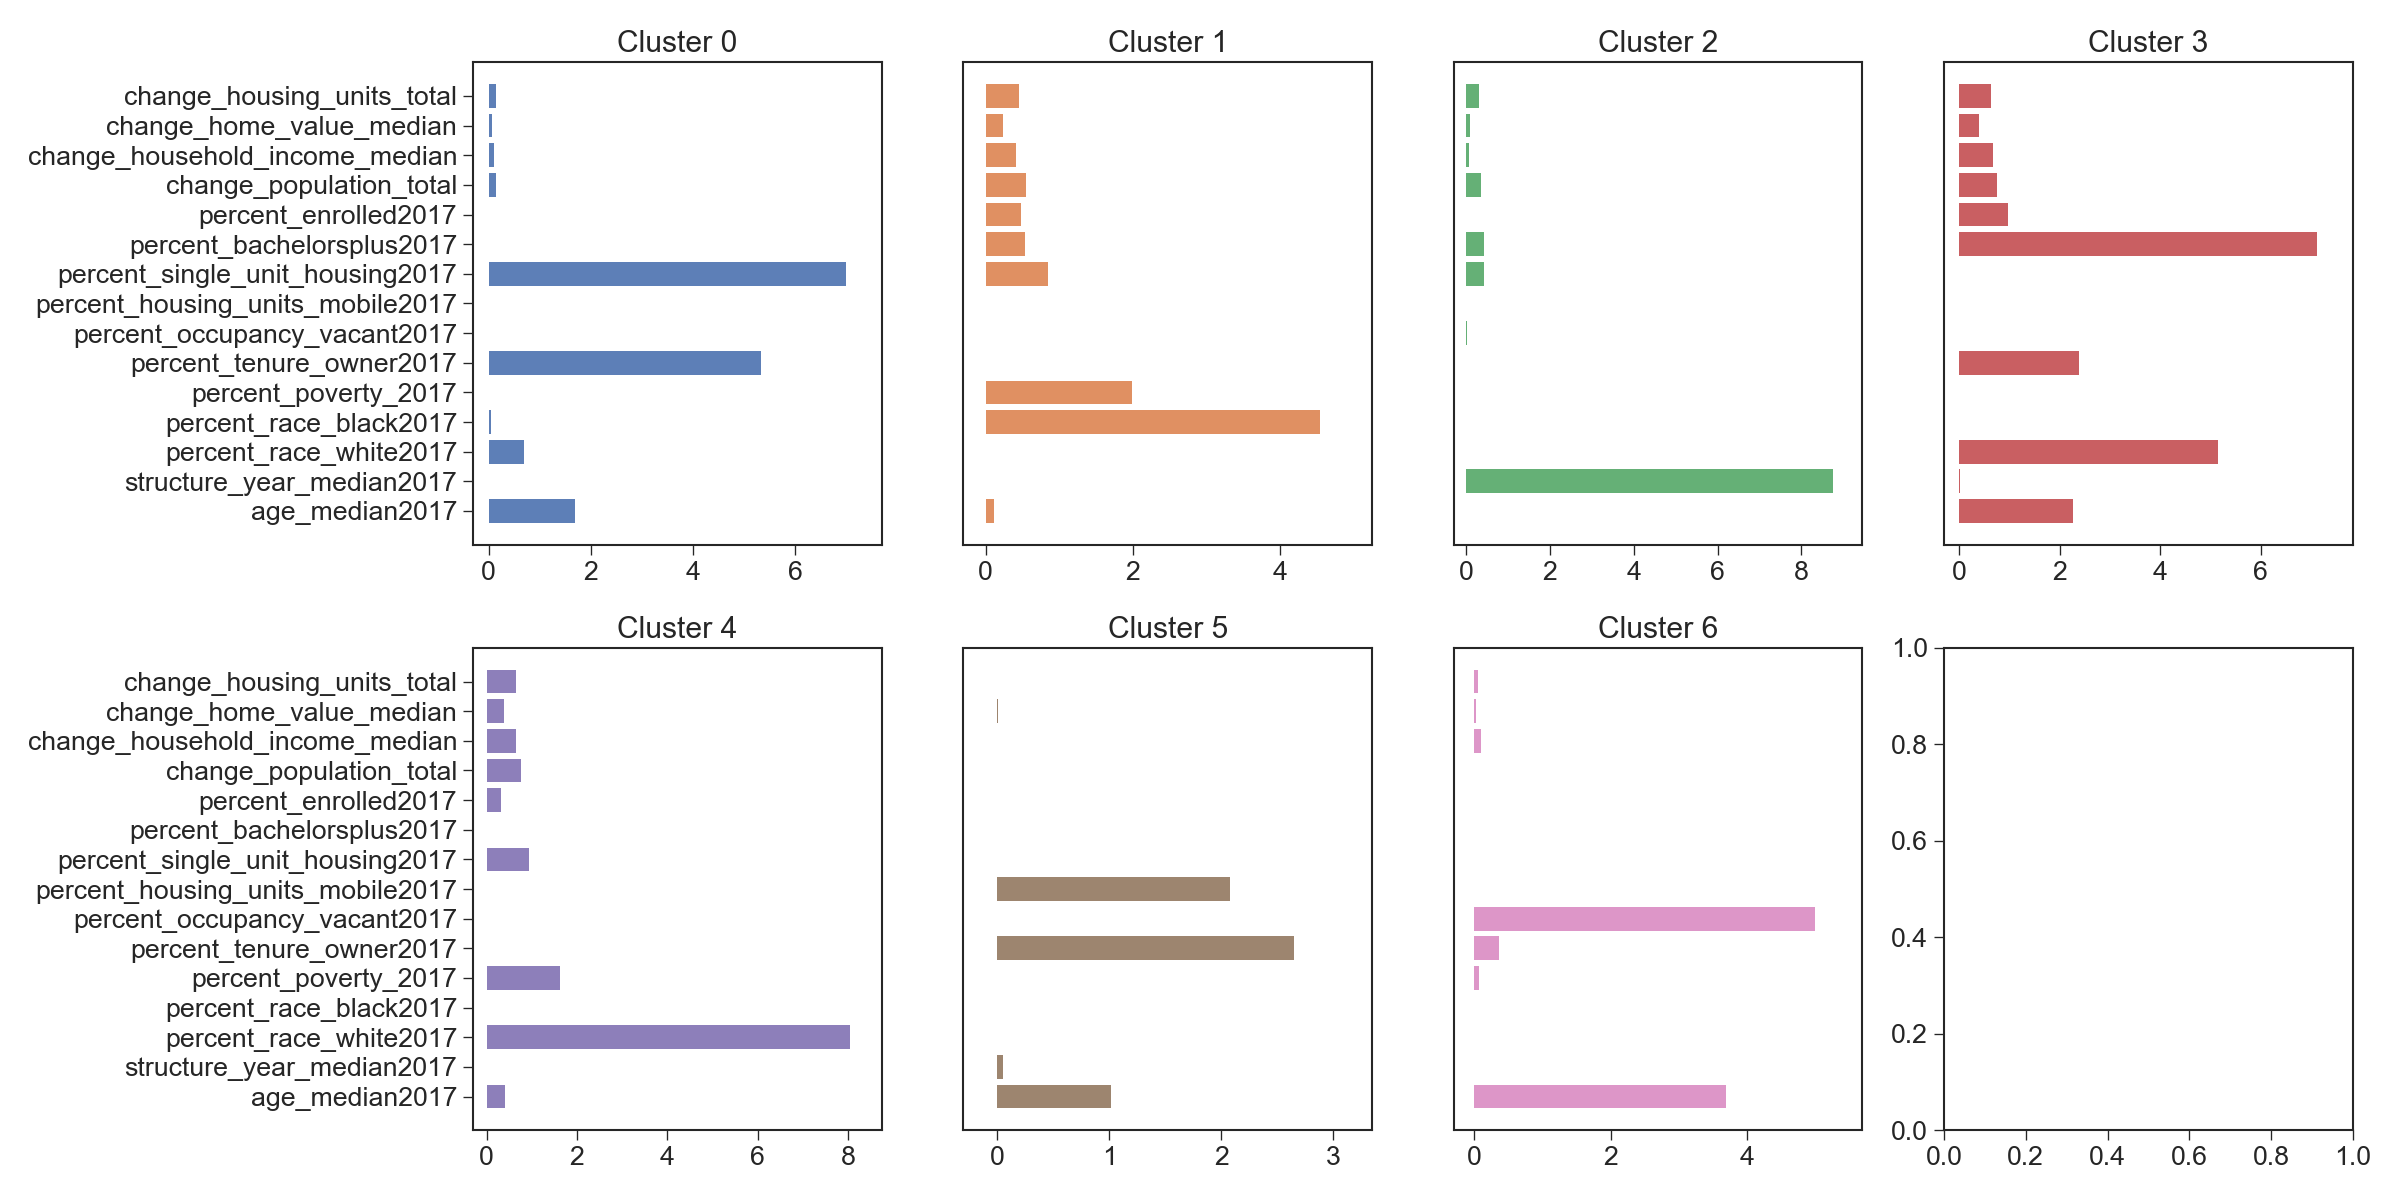 Cluster 0
Cluster 1
Cluster 2
Cluster 3
change_housing_units_total
change_home_value_median
change_household_income_median
change_population_total
percent_enrolled2017
percent_bachelorsplus2017
percent_single_unit_housing2017
percent_housing_units_mobile2017
percent_occupancy_vacant2017
percent_tenure_owner2017
percent_poverty_2017
percent_race_black2017
percent_race_white2017
structure_year_median2017
age_median2017
0 2 4 6
0 2 4
0 2 4 6 8
0 2 4 6
Cluster 4
Cluster 5
Cluster 6
change_housing_units_total
change_home_value_median
change_household_income_median
change_population_total
percent_enrolled2017
percent_bachelorsplus2017
percent_single_unit_housing2017
percent_housing_units_mobile2017
percent_occupancy_vacant2017
percent_tenure_owner2017
percent_poverty_2017
percent_race_black2017
percent_race_white2017
structure_year_median2017
age_median2017
0 2 4 6 8
0 1 2 3
0 2 4
1.0
0.8
0.6
0.4
0.2
0.0
0.0 0.2 0.4 0.6 0.8 1.0